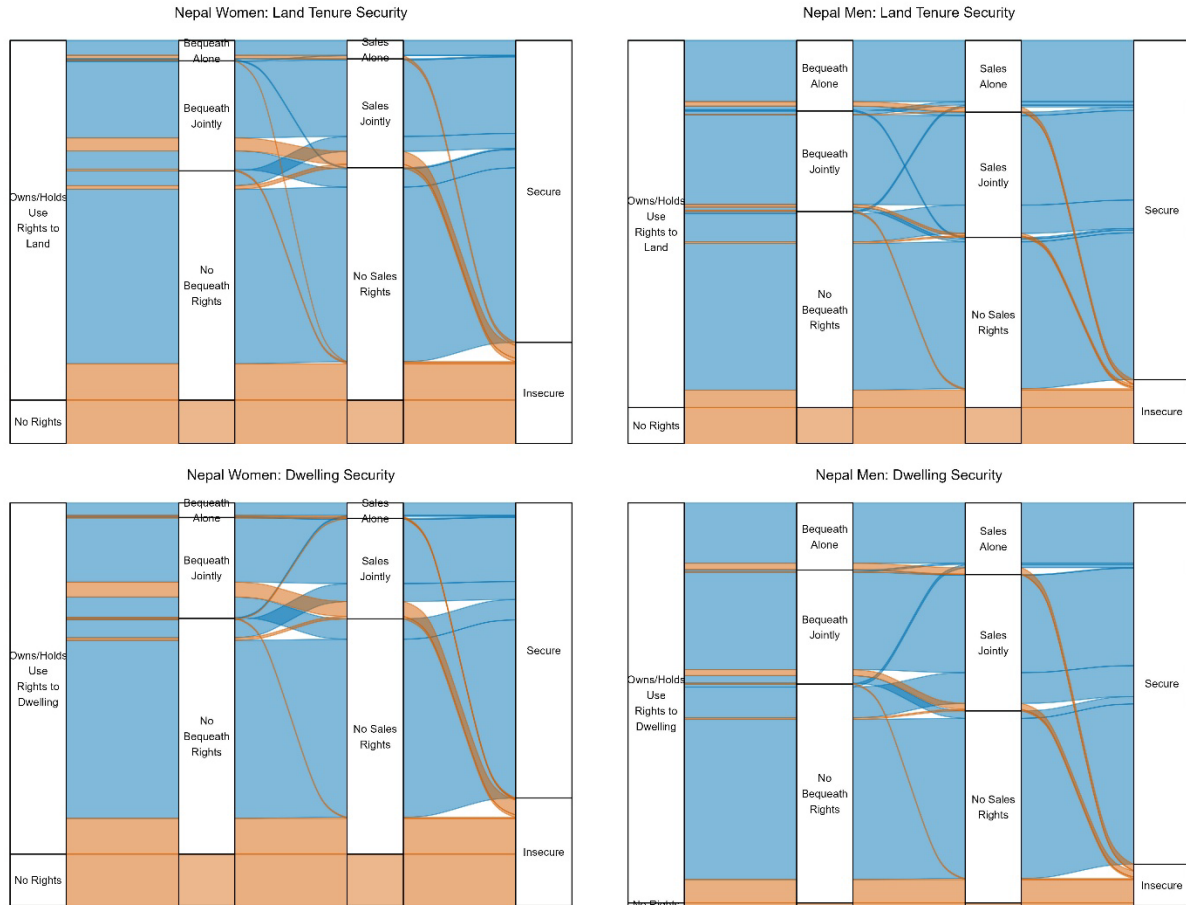 Nepal Women: Land Tenure Security
Bequeath
Alone
Sales
Alone
Bequeath
Jointly
Sales
Jointly
Owns/Holds
Use
Rights to
Land
No
Bequeath
Rights
No Sales
Rights
Secure
Insecure
No Rights
Nepal Men: Land Tenure Security
Bequeath
Alone
Sales
Alone
Bequeath
Jointly
Sales
Jointly
Owns/Holds
Use
Rights to
Land
No
Bequeath
Rights
No Sales
Rights
Secure
Insecure
No Rights
Nepal Women: Dwelling Security
Bequeath
Alone
Sales
Alone
Bequeath
Jointly
Sales
Jointly
Owns/Holds
Use
Rights to
Dwelling
No
Bequeath
Rights
No Sales
Rights
Secure
Insecure
No Rights
Nepal Men: Dwelling Security
Bequeath
Alone
Sales
Alone
Bequeath
Jointly
Sales
Jointly
Owns/Holds
Use
Rights to
Dwelling
No
Bequeath
Rights
No Sales
Rights
Secure
Insecure
No Rights